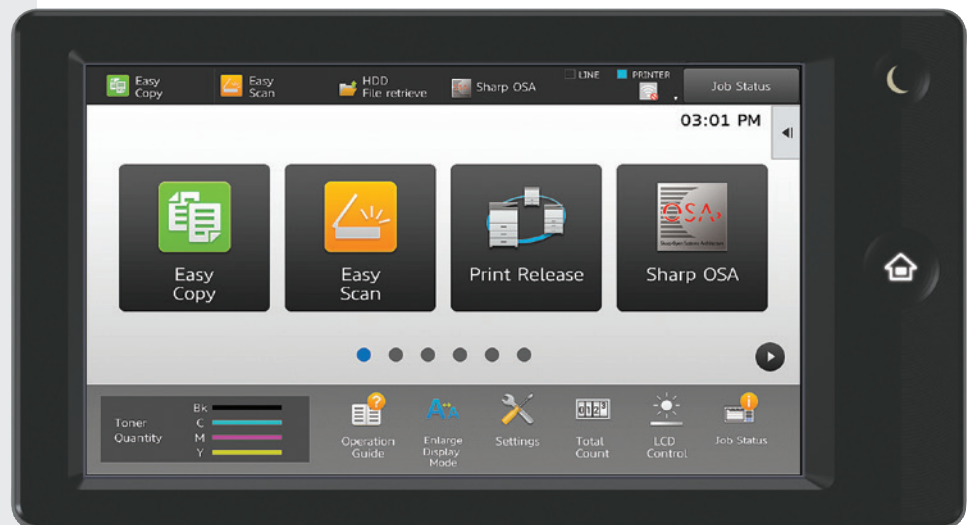 Easy
Copy
Easy
Scan
HDD
File retrieve
Sharp OSA
LINE
PRINTER
Job Status
03:01 PM
Easy
Copy
Easy
Scan
Print Release
OSA
Sharp OSA
Toner
Quantity
Bk
C
M
Y
Operation
Guide
Enlarge
Display
Mode
Settings
Total
Count
LCD
Control
Job Status